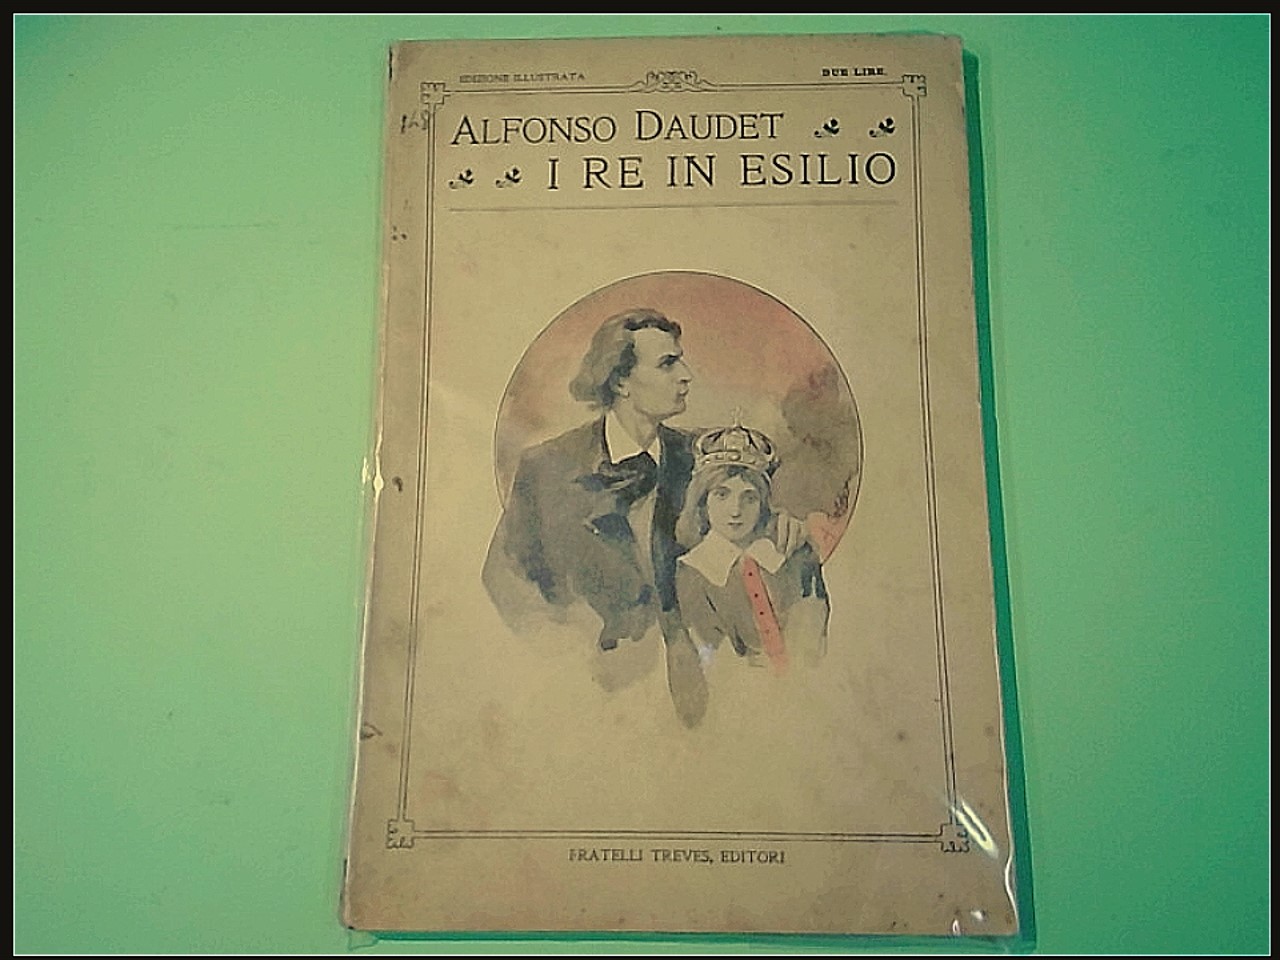 EDIZIONE ILLUSTRATA
DUE LIRE.
ALFONSO DAUDET
I RE IN ESILIO
FRATELLI TREVES, EDITORI